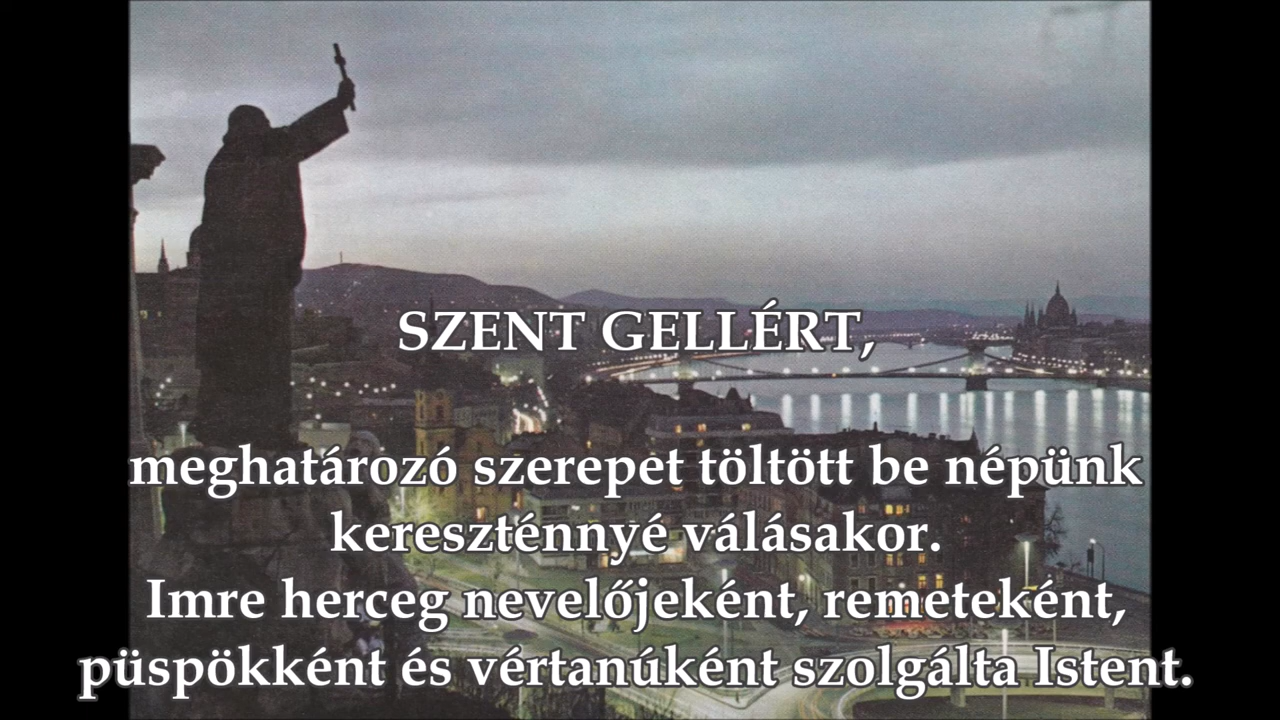 SZENT GELLÉRT,
meghatározó szerepet töltött be népünk
kereszténnyé válásakor.
Imre herceg nevelőjeként, remeteként,
püspökként és vértanúként szolgálta Istent.